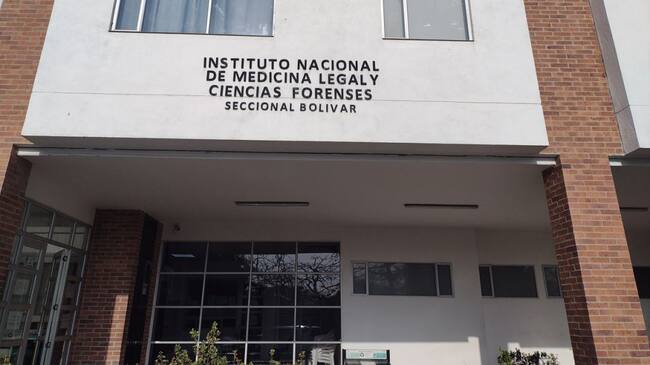 INSTITUTO NACIONAL
DE MEDICINA LEGAL Y
CIENCIAS FORENSES
SECCIONAL BOLIVAR